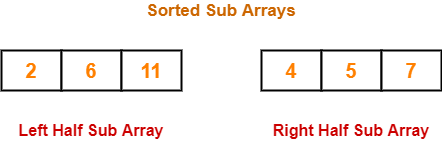 Sorted Sub Arrays
2 6 11 4 5 7
Left Half Sub Array Right Half Sub Array